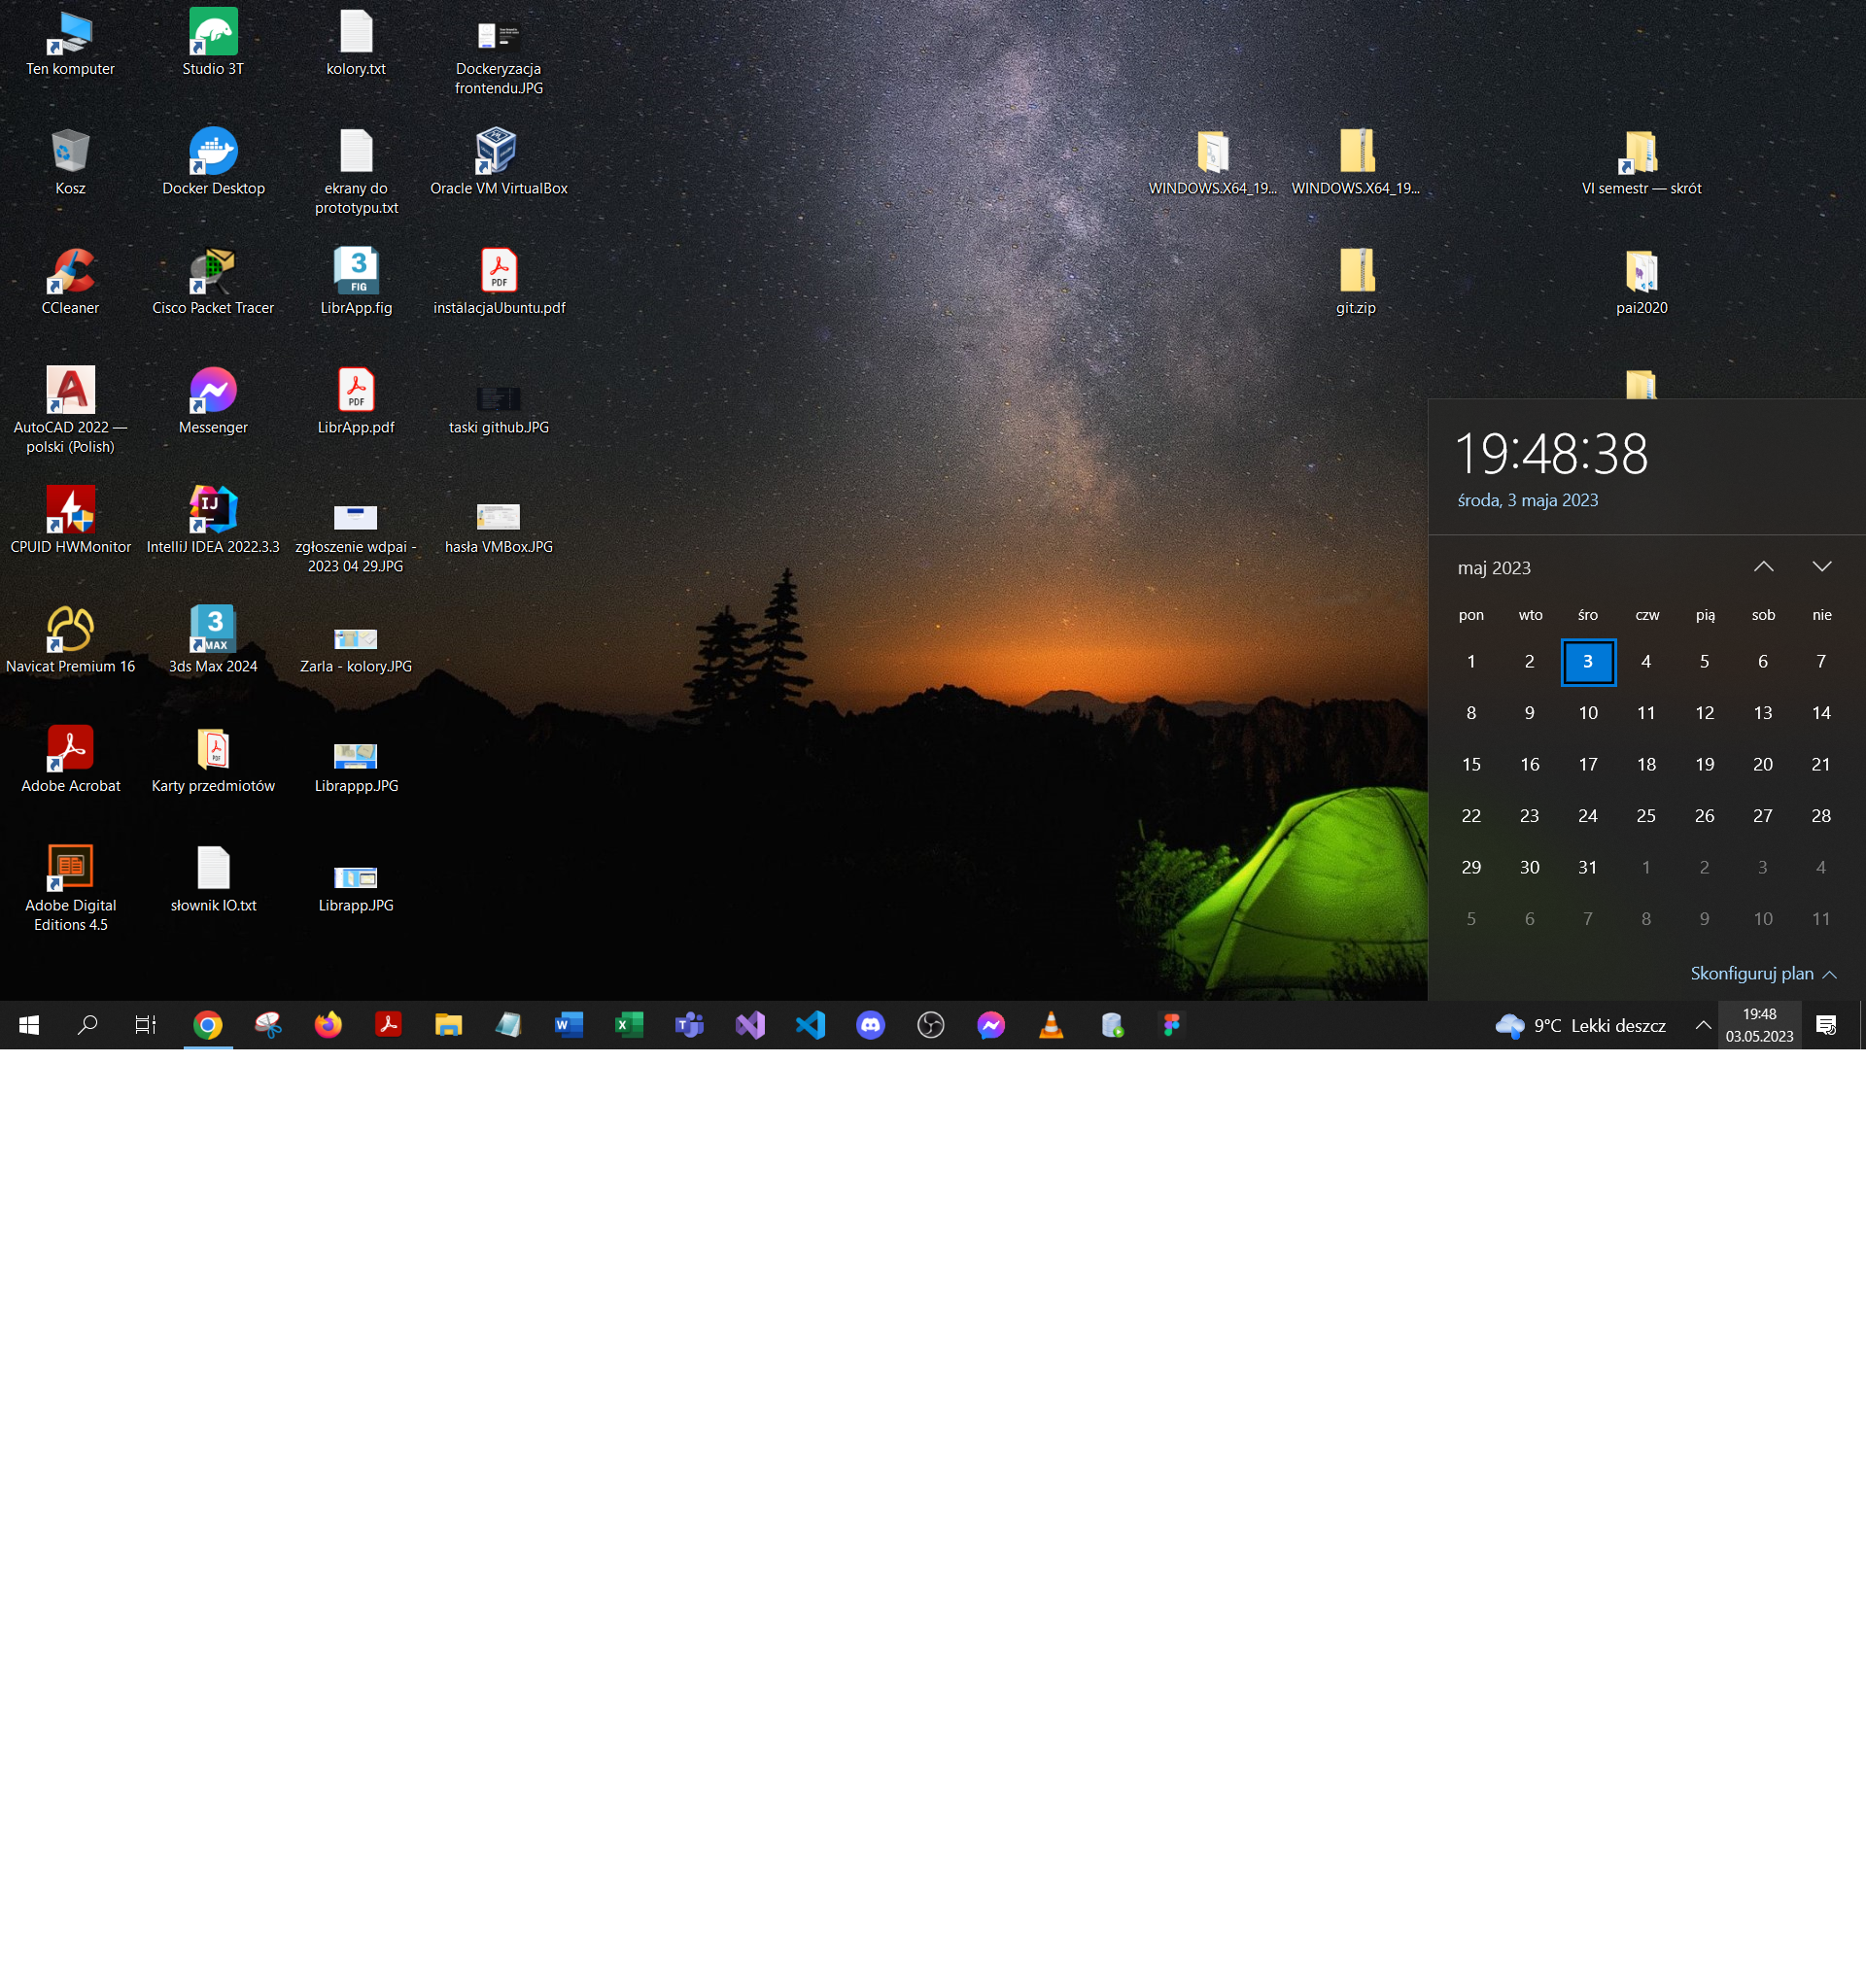 Ten komputer
Studio 3T
kolory.txt
Dockeryzacja
frontendu.JPG
Kosz
Docker Desktop
ekrany do
prototypu.txt
Oracle VM VirtualBox
WINDOWS.X64_19...
WINDOWS.X64_19...
VI semestr — skrót
CCleaner
Cisco Packet Tracer
3
FIG
LibrApp.fig
PDF
instalacjaUbuntu.pdf
git.zip
pai2020
AutoCAD 2022 —
polski (Polish)
Messenger
PDF
LibrApp.pdf
taski github.JPG
CPUID HWMonitor
IJ
IntelliJ IDEA 2022.3.3
zgłoszenie wdpai -
2023 04 29.JPG
hasła VMBox.JPG
Navicat Premium 16
3
MAX
3ds Max 2024
Zarla - kolory.JPG
Adobe Acrobat
PDF
Karty przedmiotów
Librappp.JPG
Adobe Digital
Editions 4.5
słownik IO.txt
Librapp.JPG
19:48:38
środa, 3 maja 2023
maj 2023
pon wto śro czw pią sob nie
1 2 3 4 5 6 7
8 9 10 11 12 13 14
15 16 17 18 19 20 21
22 23 24 25 26 27 28
29 30 31 1 2 3 4
5 6 7 8 9 10 11
Skonfiguruj plan
9°C Lekki deszcz
19:48
03.05.2023